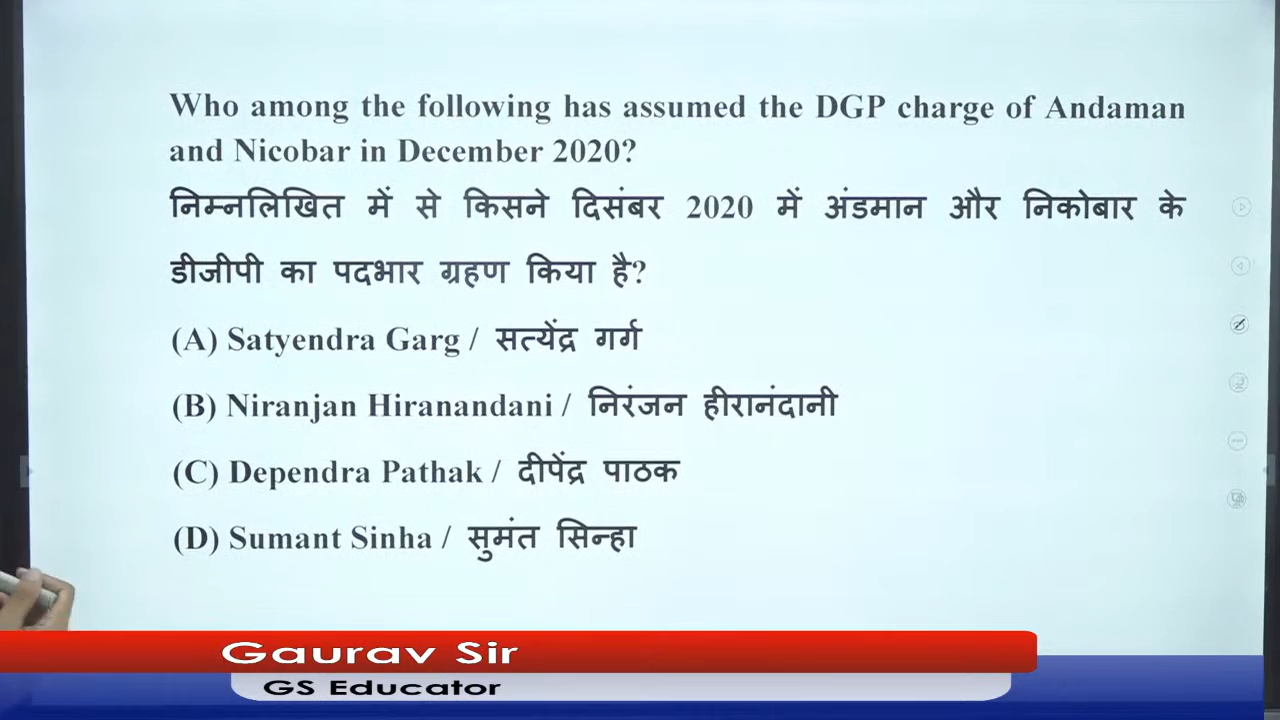 Who among the following has assumed the DGP charge of Andaman
and Nicobar in December 2020?
निम्नलिखित में से किसने दिसंबर 2020 में अंडमान और निकोबार के
डीजीपी का पदभार ग्रहण किया है?
(A) Satyendra Garg / सत्येंद्र गर्ग
(B) Niranjan Hiranandani / निरंजन हीरानंदानी
(C) Dependra Pathak / दीपेंद्र पाठक
(D) Sumant Sinha / सुमंत सिन्हा
Gaurav Sir
GS Educator